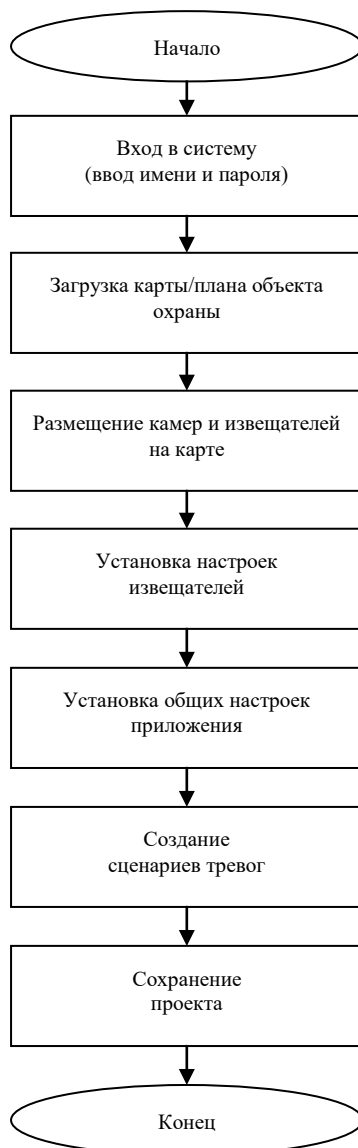 Начало
Вход в систему
(ввод имени и пароля)
Загрузка карты/плана объекта
охраны
Размещение камер и извещателей
на карте
Установка настроек
извещателей
Установка общих настроек
приложения
Создание
сценариев тревог
Сохранение
проекта
Конец